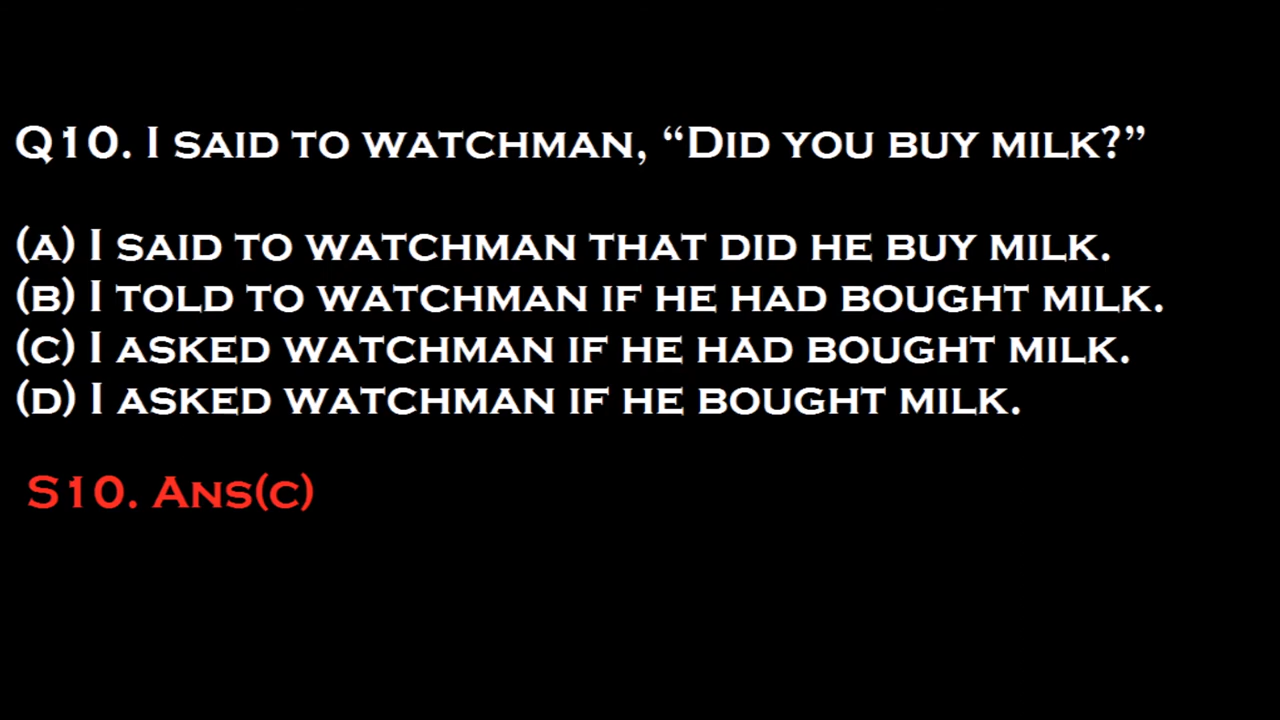 Q10. I said to watchman, “Did you buy milk?”
(a) I said to watchman that did he buy milk.
(b) I told to watchman if he had bought milk.
(c) I asked watchman if he had bought milk.
(d) I asked watchman if he bought milk.
S10. Ans(c)